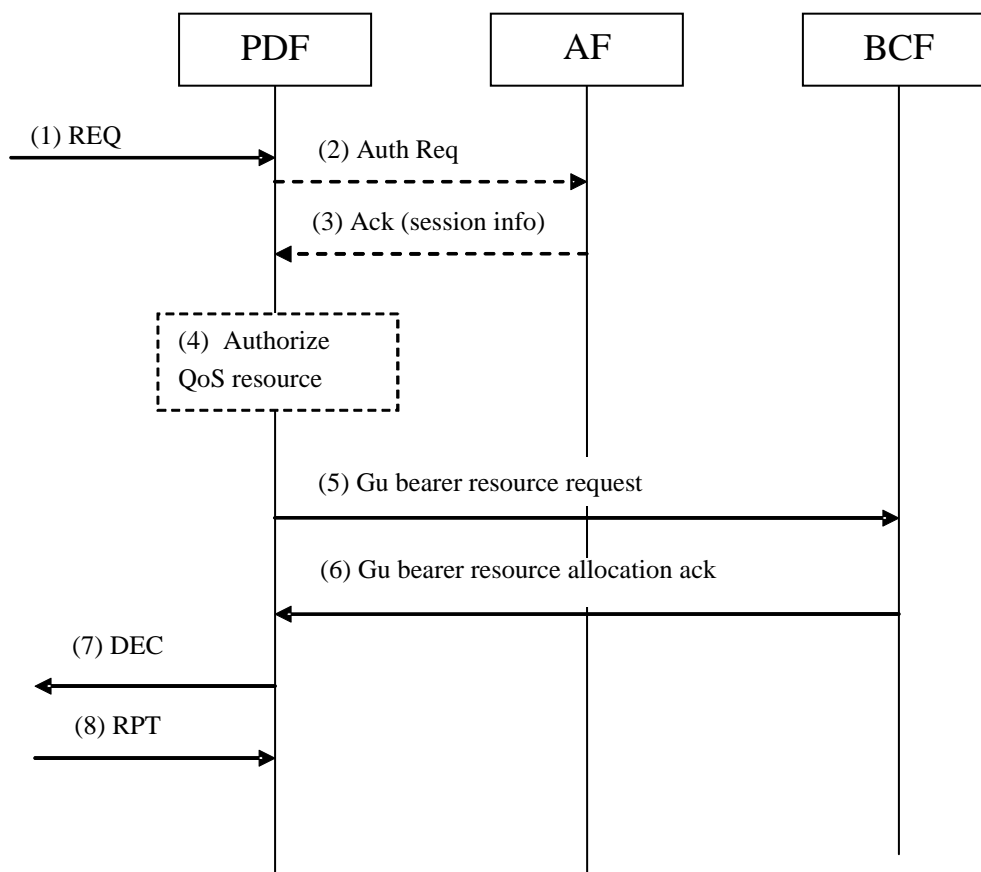 PDF
AF
BCF
(1) REQ
(2) Auth Req
(3) Ack (session info)
(4) Authorize
QoS resource
(5) Gu bearer resource request
(6) Gu bearer resource allocation ack
(7) DEC
(8) RPT